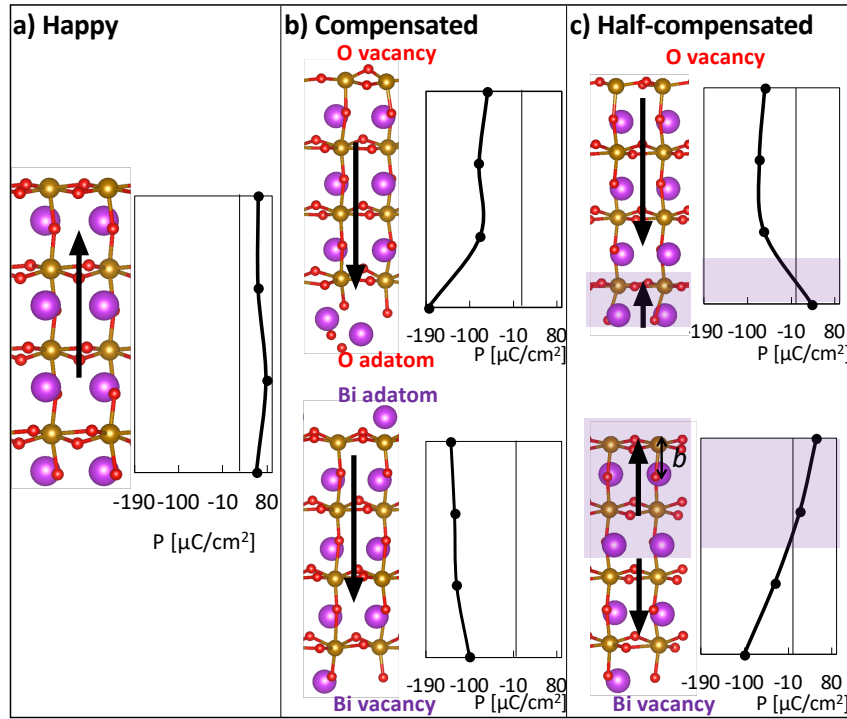 a) Happy
-190 -100 -10 80
P [µC/cm²]
b) Compensated
O vacancy
-190 -100 -10 80
P [µC/cm²]
O adatom
Bi adatom
-190 -100 -10 80
P [µC/cm²]
Bi vacancy
c) Half-compensated
O vacancy
-190 -100 -10 80
P [µC/cm²]
b
-190 -100 -10 80
P [µC/cm²]
Bi vacancy